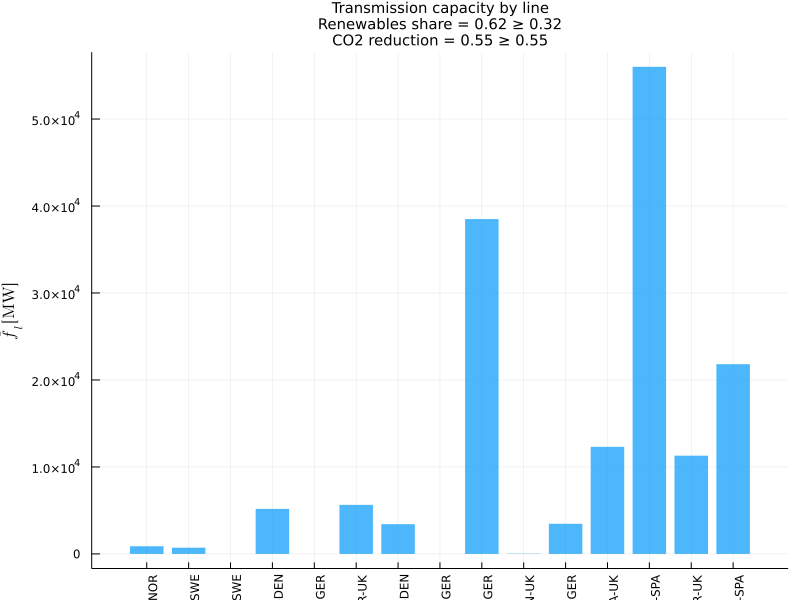 Transmission capacity by line
Renewables share = 0.62 ≥ 0.32
CO2 reduction = 0.55 ≥ 0.55
5.0×10⁴
4.0×10⁴
3.0×10⁴
2.0×10⁴
1.0×10⁴
0
f_l [MW]
NOR
SWE
SWE
DEN
GER
R-UK
DEN
GER
GER
N-UK
GER
A-UK
-SPA
R-UK
-SPA